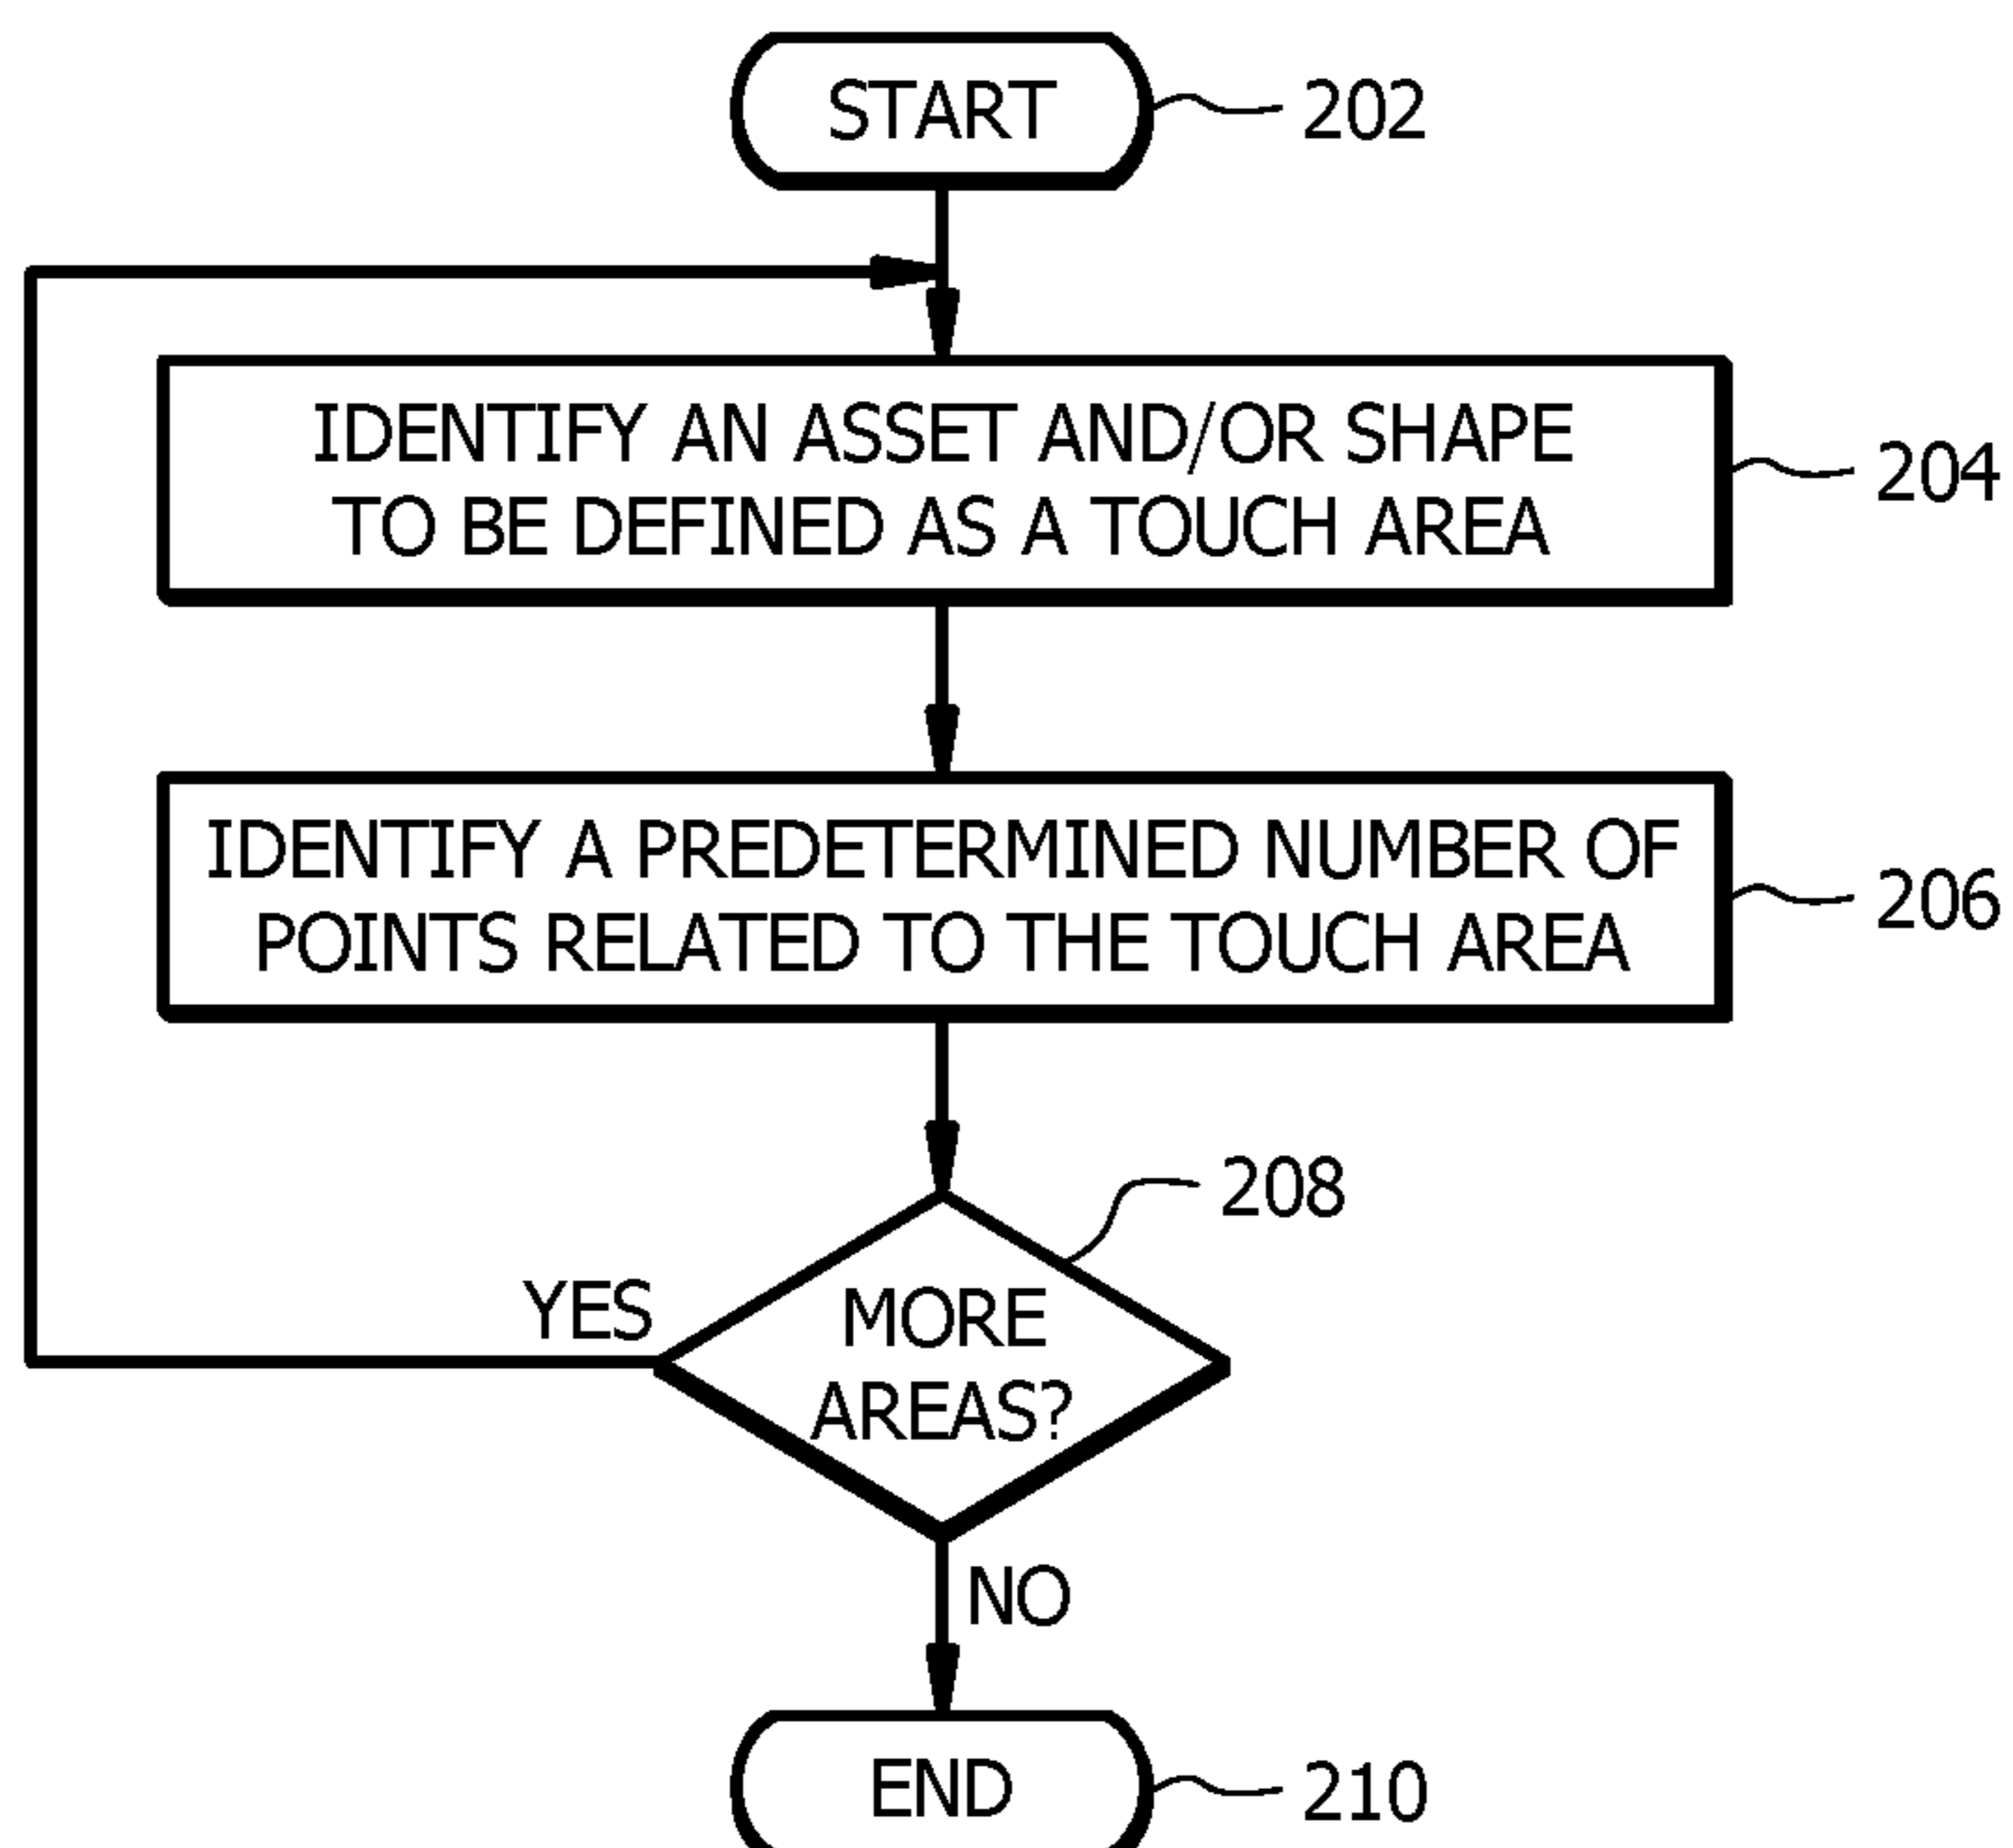 START
202
IDENTIFY AN ASSET AND/OR SHAPE
TO BE DEFINED AS A TOUCH AREA
204
IDENTIFY A PREDETERMINED NUMBER OF
POINTS RELATED TO THE TOUCH AREA
206
208
YES
MORE
AREAS?
NO
END
210